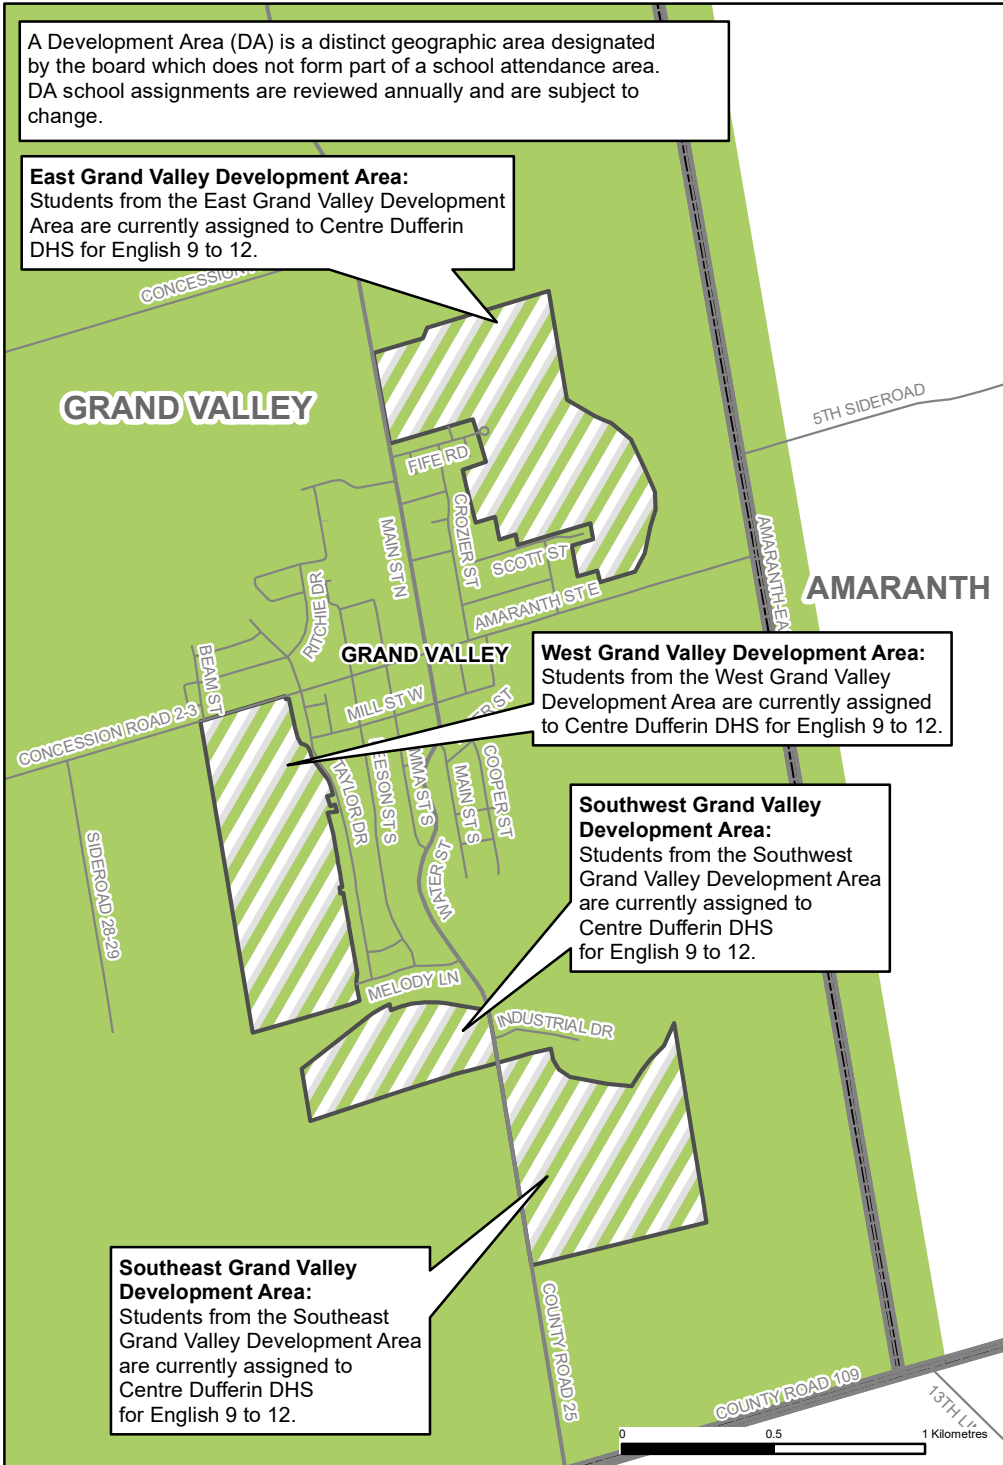 A Development Area (DA) is a distinct geographic area designated
by the board which does not form part of a school attendance area.
DA school assignments are reviewed annually and are subject to
change.
East Grand Valley Development Area:
Students from the East Grand Valley Development
Area are currently assigned to Centre Dufferin
DHS for English 9 to 12.
CONCESSION
GRAND VALLEY
5TH SIDEROAD
FIFE RD
MAIN ST N
CROZIER ST
SCOTT ST
AMARANTH ST E
RITCHIE DR
AMARANTH
BEAM ST
GRAND VALLEY
West Grand Valley Development Area:
Students from the West Grand Valley
Development Area are currently assigned
to Centre Dufferin DHS for English 9 to 12.
MILL ST W
CONCESSION ROAD 2-3
TAYLOR DR
MAIN ST S
COOPER ST
WATER ST
SIDEROAD 28-29
Southwest Grand Valley
Development Area:
Students from the Southwest
Grand Valley Development Area
are currently assigned to
Centre Dufferin DHS
for English 9 to 12.
MELODY LN
INDUSTRIAL DR
Southeast Grand Valley
Development Area:
Students from the Southeast
Grand Valley Development Area
are currently assigned to
Centre Dufferin DHS
for English 9 to 12.
COUNTY ROAD 25
COUNTY ROAD 109
13TH
0 0.5 1 Kilometres